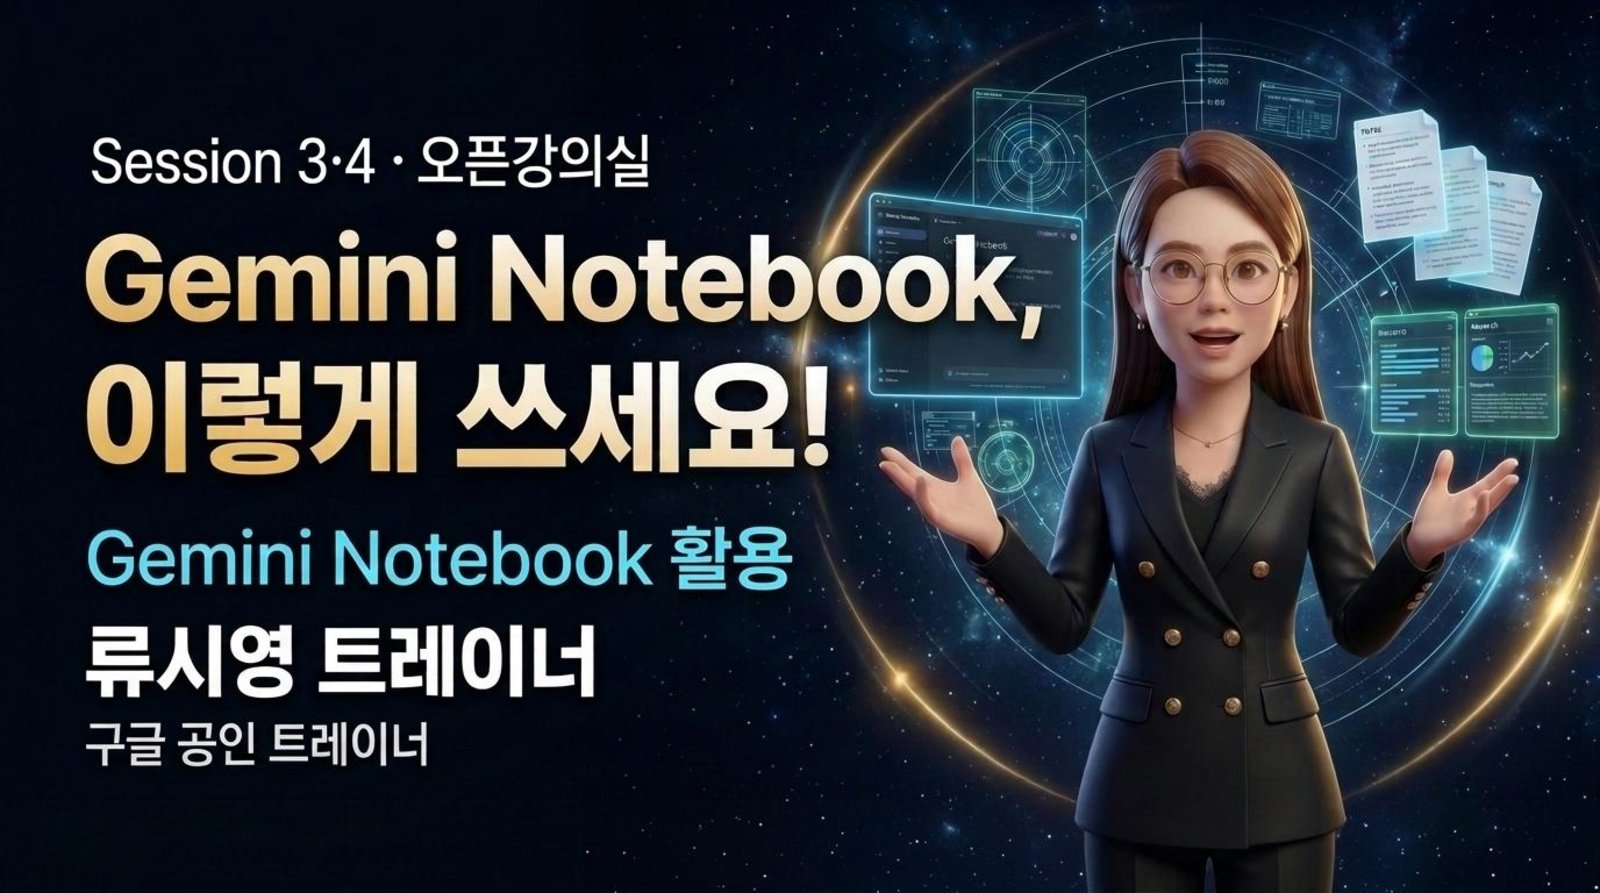 Session 3·4 · 오픈강의실
Gemini Notebook,
이렇게 쓰세요!
Gemini Notebook 활용
류시영 트레이너
구글 공인 트레이너